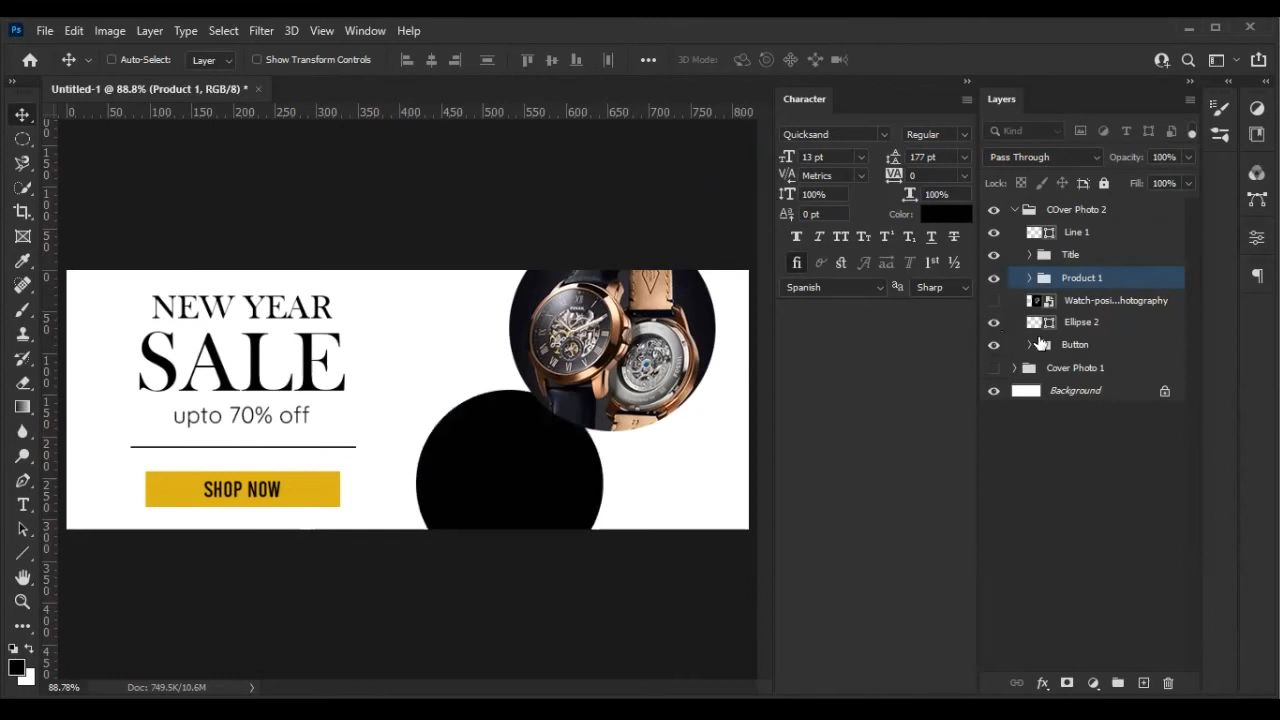 Ps File Edit Image Layer Type Select Filter 3D View Window Help
Auto-Select: Layer Show Transform Controls 3D Mode:
Untitled-1 @ 88.8% (Product 1, RGB/8) * ×
0 50 100 150 200 250 300 350 400 450 500 550 600 650 700 750 800
NEW YEAR
SALE
upto 70% off
SHOP NOW
88.78% Doc: 749.5K/10.6M
Character
Quicksand Regular
13 pt 177 pt
Metrics 0
100% 100%
0 pt Color:
Spanish Sharp
Layers
Kind
Pass Through Opacity: 100%
Lock: Fill: 100%
COver Photo 2
Line 1
Title
Product 1
Watch-posi...hotography
Ellipse 2
Button
Cover Photo 1
Background